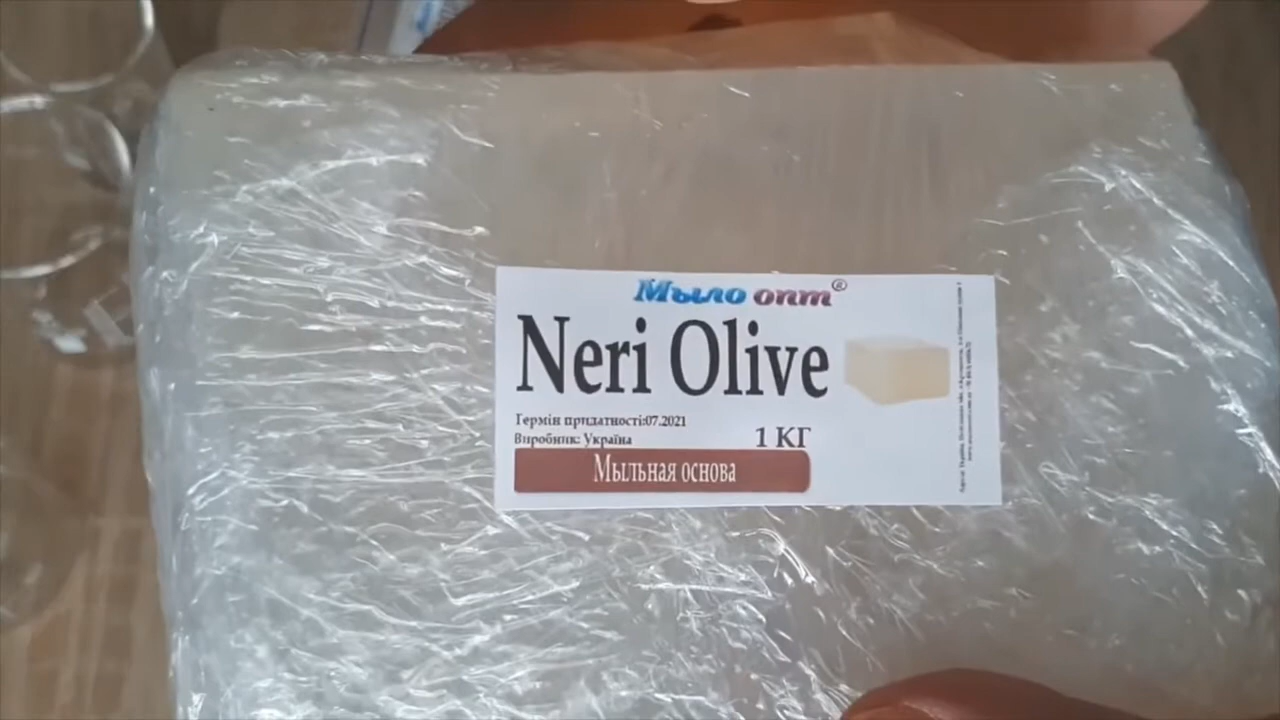 Мыло опт®
Neri Olive
Термін придатності:07.2021
Виробник: Україна
1 КГ
Мыльная основа